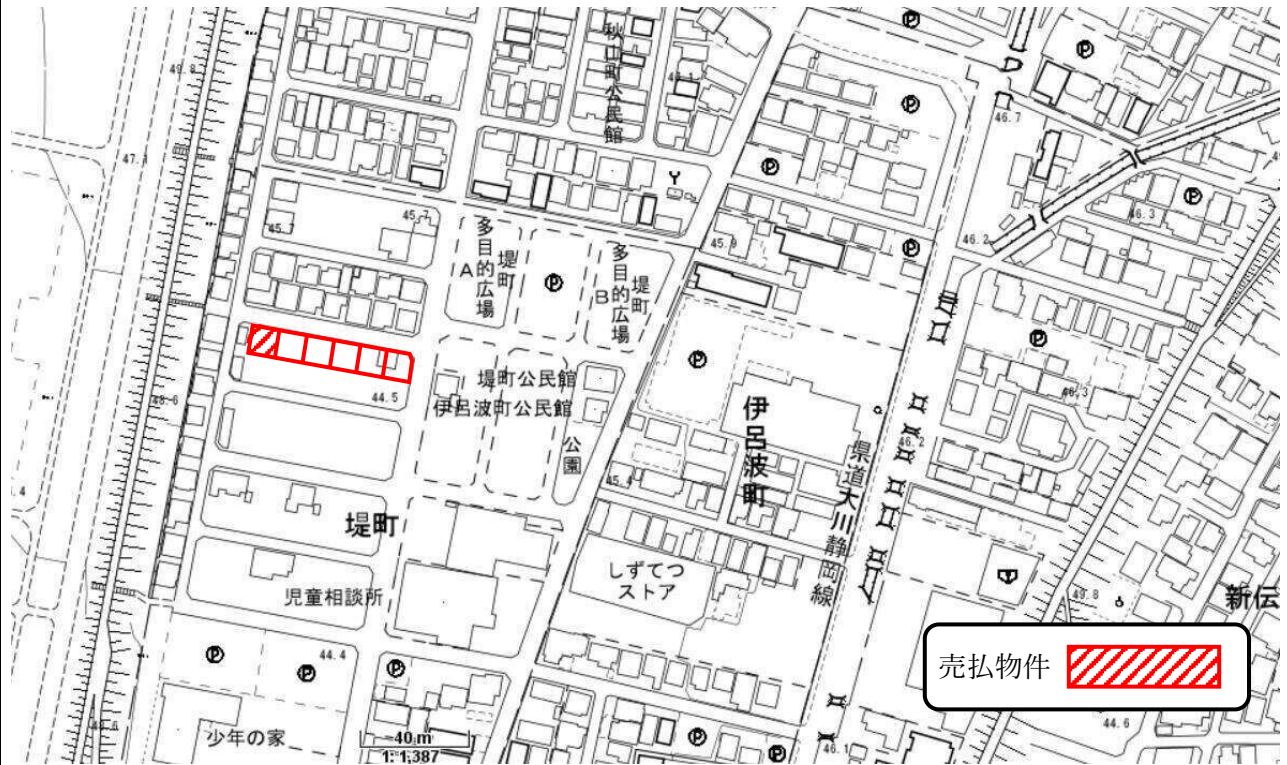 秋山町公民館
49.8
46.7
47.1
45.7
45.7
45.9
46.3
46.2
堤町
多目的広場
A
堤町
多目的広場
B
堤町公民館
伊呂波町公民館
44.5
公園
伊呂波町
46.3
46.2
県道大川静岡線
48.6
45.4
堤町
しずてつ
ストア
児童相談所
49.8
新伝
44.4
売払物件
少年の家
40 m
1: 1,387
46.1
44.6